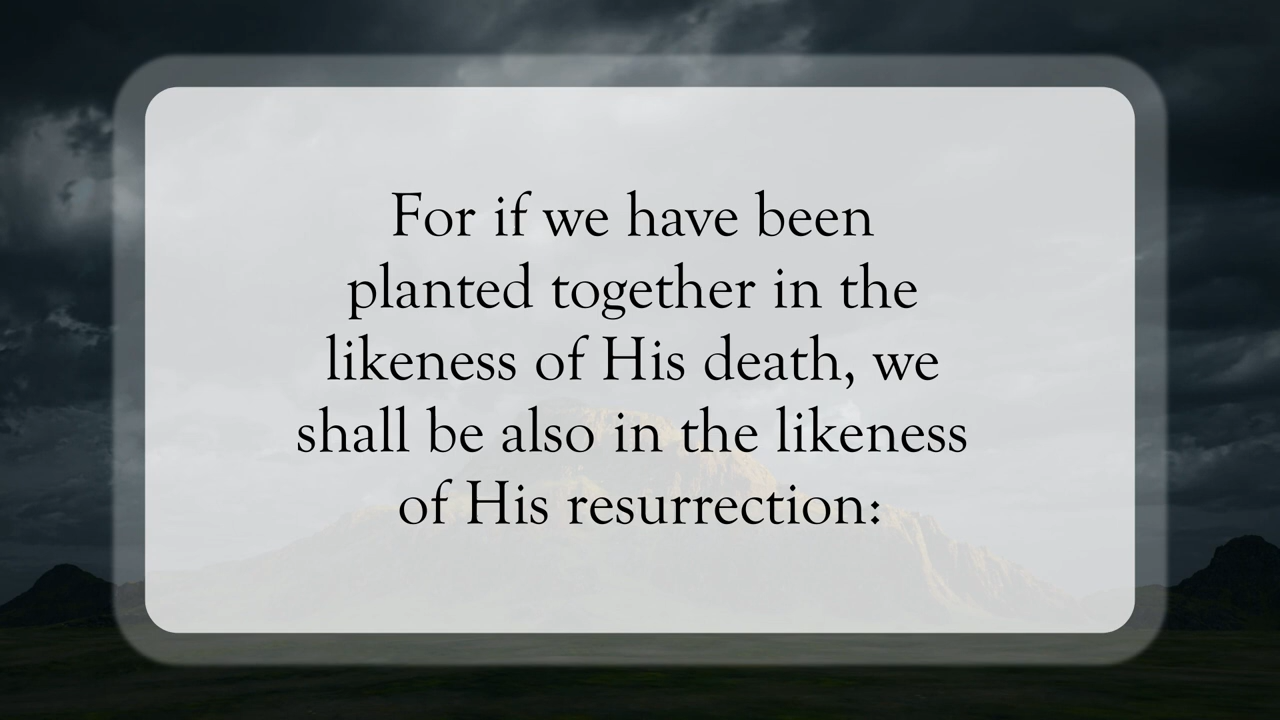 For if we have been
planted together in the
likeness of His death, we
shall be also in the likeness
of His resurrection: